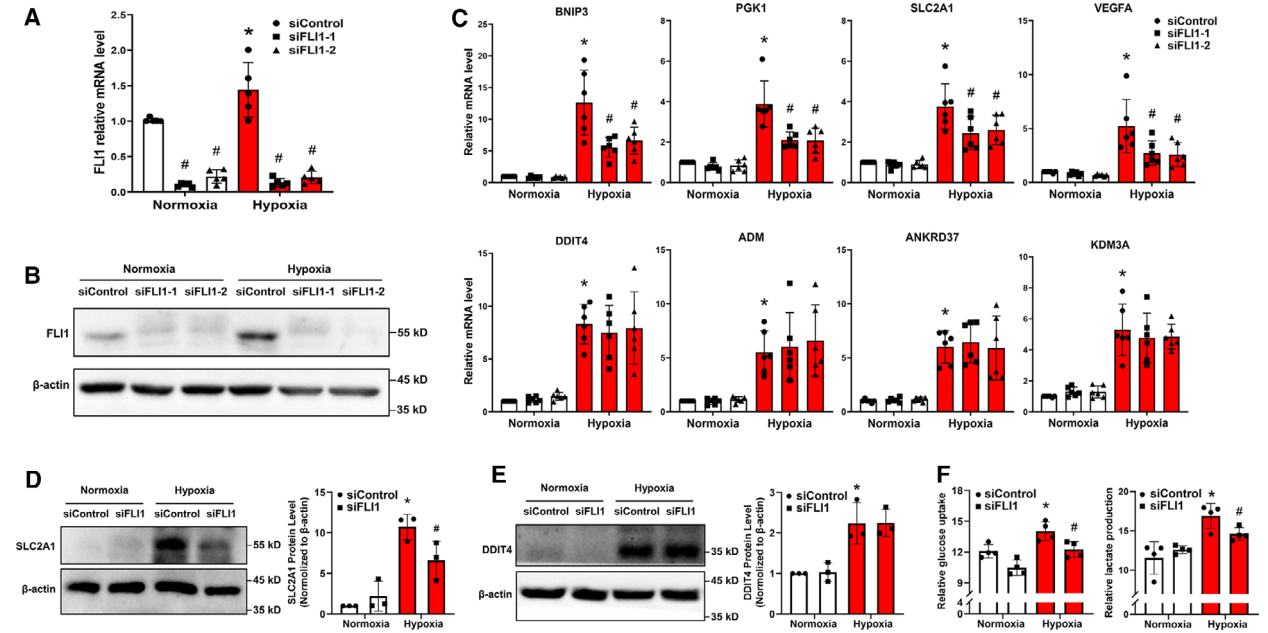 A
FLI1 relative mRNA level
2.5
2.0
1.5
1.0
0.5
0.0
siControl
siFLI1-1
siFLI1-2
*
# # # #
Normoxia Hypoxia
B
Normoxia Hypoxia
siControl siFLI1-1 siFLI1-2 siControl siFLI1-1 siFLI1-2
FLI1
55 kD
β-actin
45 kD
35 kD
C
BNIP3
Relative mRNA level
25
20
15
10
5
0
*
# #
Normoxia Hypoxia
PGK1
8
6
4
2
0
*
# #
Normoxia Hypoxia
SLC2A1
8
6
4
2
0
*
# #
Normoxia Hypoxia
VEGFA
siControl
siFLI1-1
siFLI1-2
15
10
5
0
*
# #
Normoxia Hypoxia
DDIT4
Relative mRNA level
15
10
5
0
*
Normoxia Hypoxia
ADM
15
10
5
0
*
Normoxia Hypoxia
ANKRD37
15
10
5
0
*
Normoxia Hypoxia
KDM3A
10
8
6
4
2
0
*
Normoxia Hypoxia
D
Normoxia Hypoxia
siControl siFLI1 siControl siFLI1
SLC2A1
55 kD
β-actin
45 kD
35 kD
SLC2A1 Protein Level
(Normolized to β-actin)
15
10
5
0
siControl
siFLI1
*
#
Normoxia Hypoxia
E
Normoxia Hypoxia
siControl siFLI1 siControl siFLI1
DDIT4
35 kD
β-actin
45 kD
35 kD
DDIT4 Protein Level
(Normolized to β-actin)
3
2
1
0
siControl
siFLI1
*
Normoxia Hypoxia
F
Relative glucose uptake
18
15
12
9
4
0
siControl
siFLI1
*
#
Normoxia Hypoxia
Relative lactate production
20
15
10
0
siControl
siFLI1
*
#
Normoxia Hypoxia